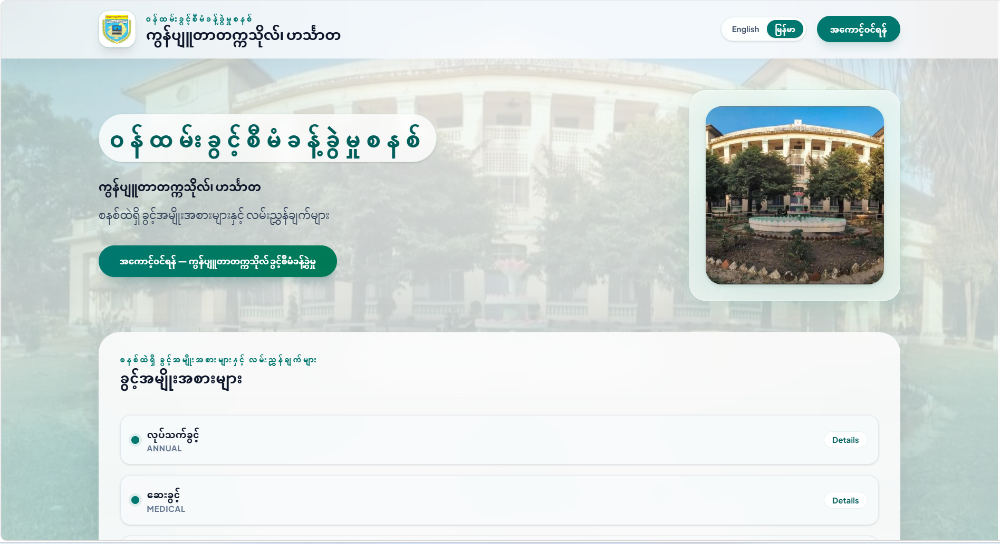 ဝန်ထမ်းခွင့်စီမံခန့်ခွဲမှုစနစ်
ကွန်ပျူတာတက္ကသိုလ်၊ ဟင်္သာတ
English
မြန်မာ
အကောင့်ဝင်ရန်
ဝန်ထမ်းခွင့်စီမံခန့်ခွဲမှုစနစ်
ကွန်ပျူတာတက္ကသိုလ်၊ ဟင်္သာတ
စနစ်ထဲရှိ ခွင့်အမျိုးအစားများနှင့် လမ်းညွှန်ချက်များ
အကောင့်ဝင်ရန် — ကွန်ပျူတာတက္ကသိုလ် ခွင့်စီမံခန့်ခွဲမှု
စနစ်ထဲရှိ ခွင့်အမျိုးအစားများနှင့် လမ်းညွှန်ချက်များ
ခွင့်အမျိုးအစားများ
လုပ်သက်ခွင့်
ANNUAL
Details
ဆေးခွင့်
MEDICAL
Details